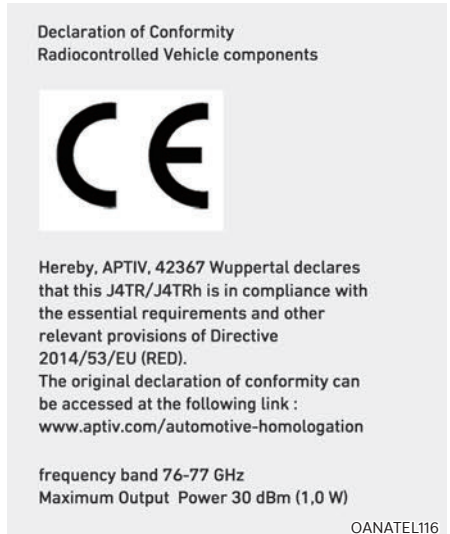 Declaration of Conformity
Radiocontrolled Vehicle components
CE
Hereby, APTIV, 42367 Wuppertal declares
that this J4TR/J4TRh is in compliance with
the essential requirements and other
relevant provisions of Directive
2014/53/EU (RED).
The original declaration of conformity can
be accessed at the following link :
www.aptiv.com/automotive-homologation
frequency band 76-77 GHz
Maximum Output Power 30 dBm (1,0 W)
OANATEL116